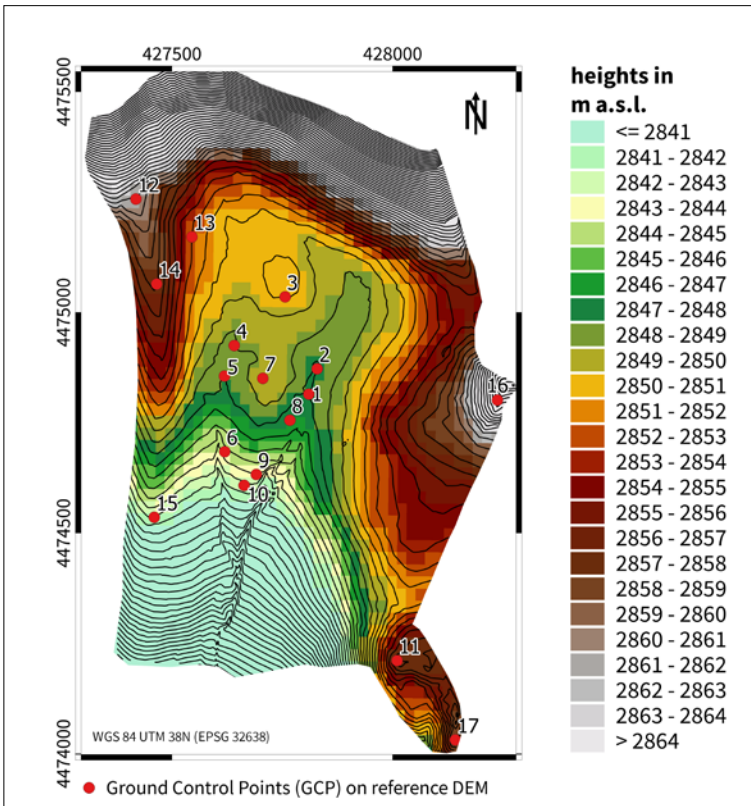 427500 428000
4475500
4475000
4474500
4474000
N
12
13
14
3
4
5
7
2
1
8
6
9
10
15
16
11
17
WGS 84 UTM 38N (EPSG 32638)
Ground Control Points (GCP) on reference DEM
heights in
m a.s.l.
<= 2841
2841 - 2842
2842 - 2843
2843 - 2844
2844 - 2845
2845 - 2846
2846 - 2847
2847 - 2848
2848 - 2849
2849 - 2850
2850 - 2851
2851 - 2852
2852 - 2853
2853 - 2854
2854 - 2855
2855 - 2856
2856 - 2857
2857 - 2858
2858 - 2859
2859 - 2860
2860 - 2861
2861 - 2862
2862 - 2863
2863 - 2864
> 2864